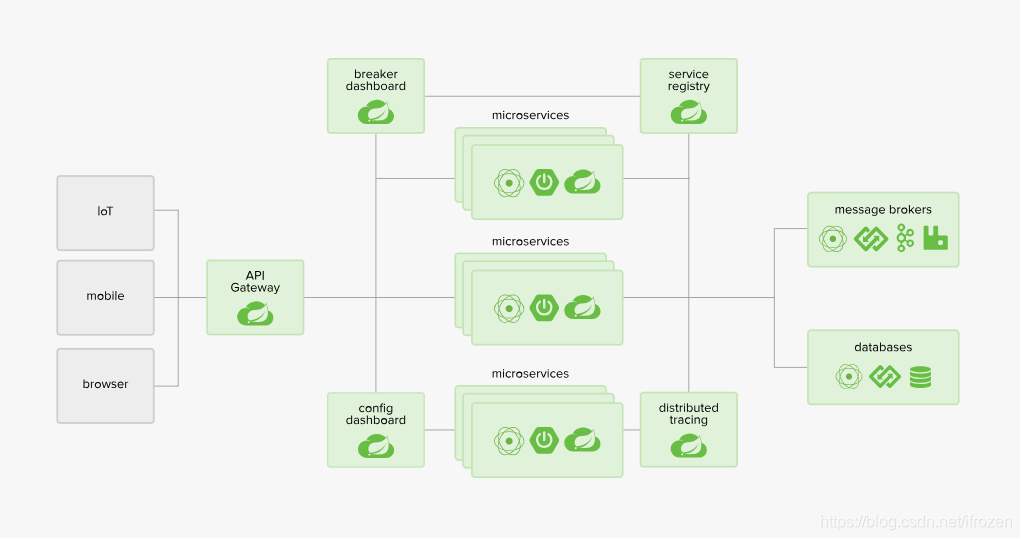 breaker
dashboard
service
registry
microservices
IoT
message brokers
microservices
API
Gateway
mobile
databases
microservices
browser
config
dashboard
distributed
tracing
https://blog.csdn.net/ifrozen